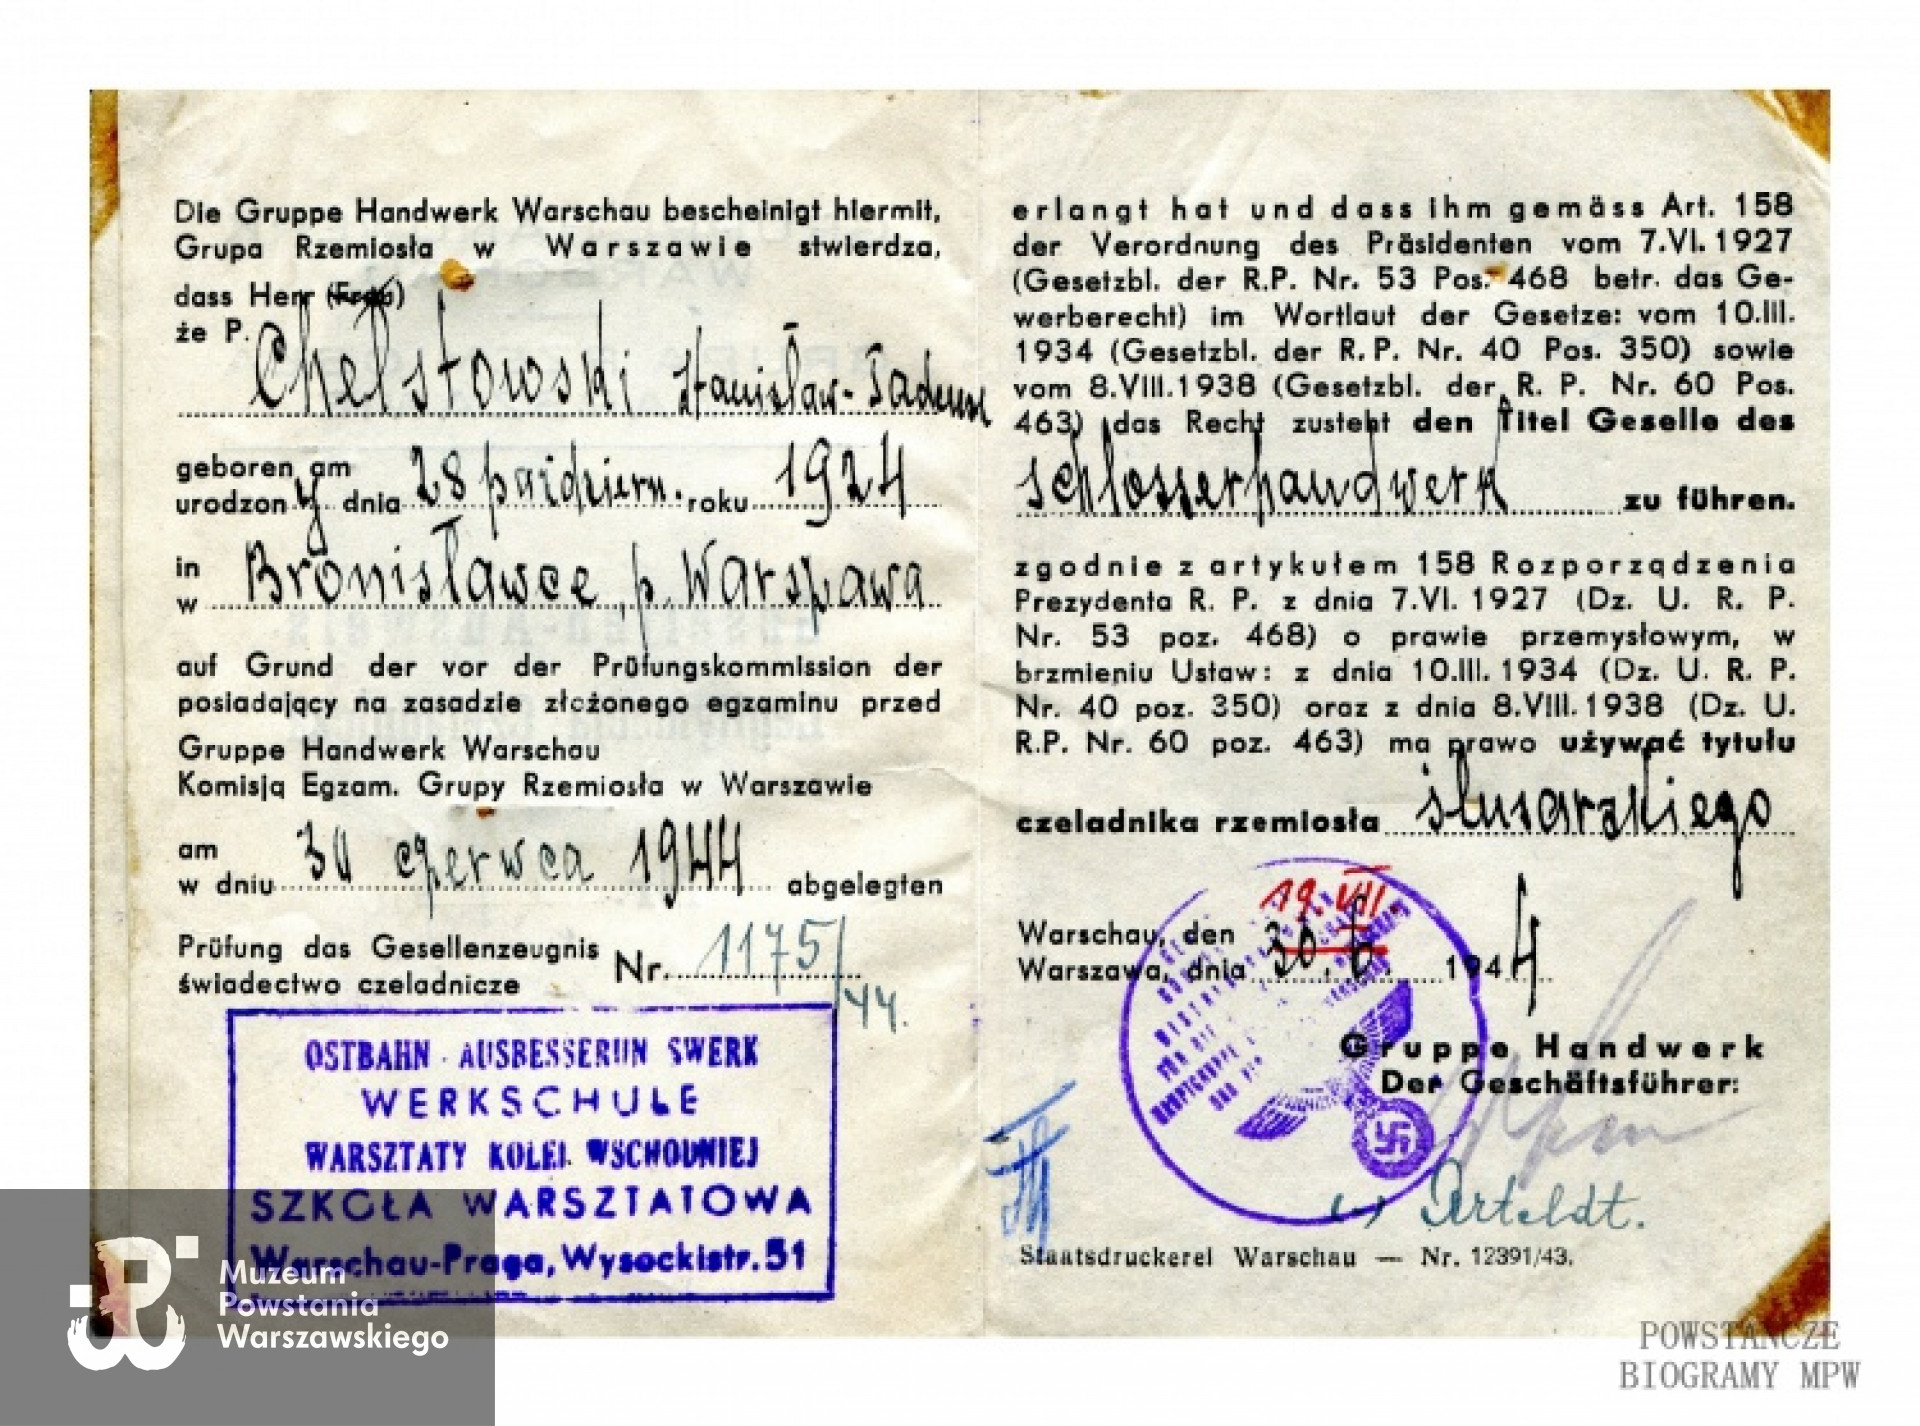 Die Gruppe Handwerk Warschau bescheinigt hiermit,
Grupa Rzemiosła w Warszawie stwierdza,
dass Herr (Frau)
że P.
Chełstowski Stanisław-Tadeusz
geboren am
urodzony dnia 28 październ. roku 1924
in
w Bronisławce, p. Warszawa
auf Grund der vor der Prüfungskommission der
posiadający na zasadzie złożonego egzaminu przed
Gruppe Handwerk Warschau
Komisją Egzam. Grupy Rzemiosła w Warszawie
am
w dniu 30 czerwca 1944 abgelegten
Prüfung das Gesellenzeugnis
świadectwo czeladnicze Nr. 1175/44.
OSTBAHN-AUSBESSERUN SWERK
WERKSCHULE
WARSZTATY KOLEI WSCHODNIEJ
SZKOŁA WARSZTATOWA
Warschau-Praga, Wysockistr. 51
erlangt hat und dass ihm gemäss Art. 158
der Verordnung des Präsidenten vom 7.VI. 1927
(Gesetzbl. der R.P. Nr. 53 Pos. 468 betr. das Ge-
werberecht) im Wortlaut der Gesetze: vom 10.III.
1934 (Gesetzbl. der R.P. Nr. 40 Pos. 350) sowie
vom 8.VIII.1938 (Gesetzbl. der R. P. Nr. 60 Pos.
463) das Recht zusteht den Titel Geselle des
Schlosserhandwerk zu führen.
zgodnie z artykułem 158 Rozporządzenia
Prezydenta R. P. z dnia 7.VI. 1927 (Dz. U. R. P.
Nr. 53 poz. 468) o prawie przemysłowym, w
brzmieniu Ustaw: z dnia 10.III. 1934 (Dz. U. R. P.
Nr. 40 poz. 350) oraz z dnia 8.VIII. 1938 (Dz. U.
R.P. Nr. 60 poz. 463) ma prawo używać tytułu
czeladnika rzemiosła ślusarskiego
19. VII.
Warschau, den
Warszawa, dnia 30. 6. 1944
Gruppe Handwerk
Der Geschäftsführer:
(-) Arteldt.
Staatsdruckerei Warschau — Nr. 12391/43.
Muzeum
Powstania
Warszawskiego
POWSTAŃCZE
BIOGRAMY MPW